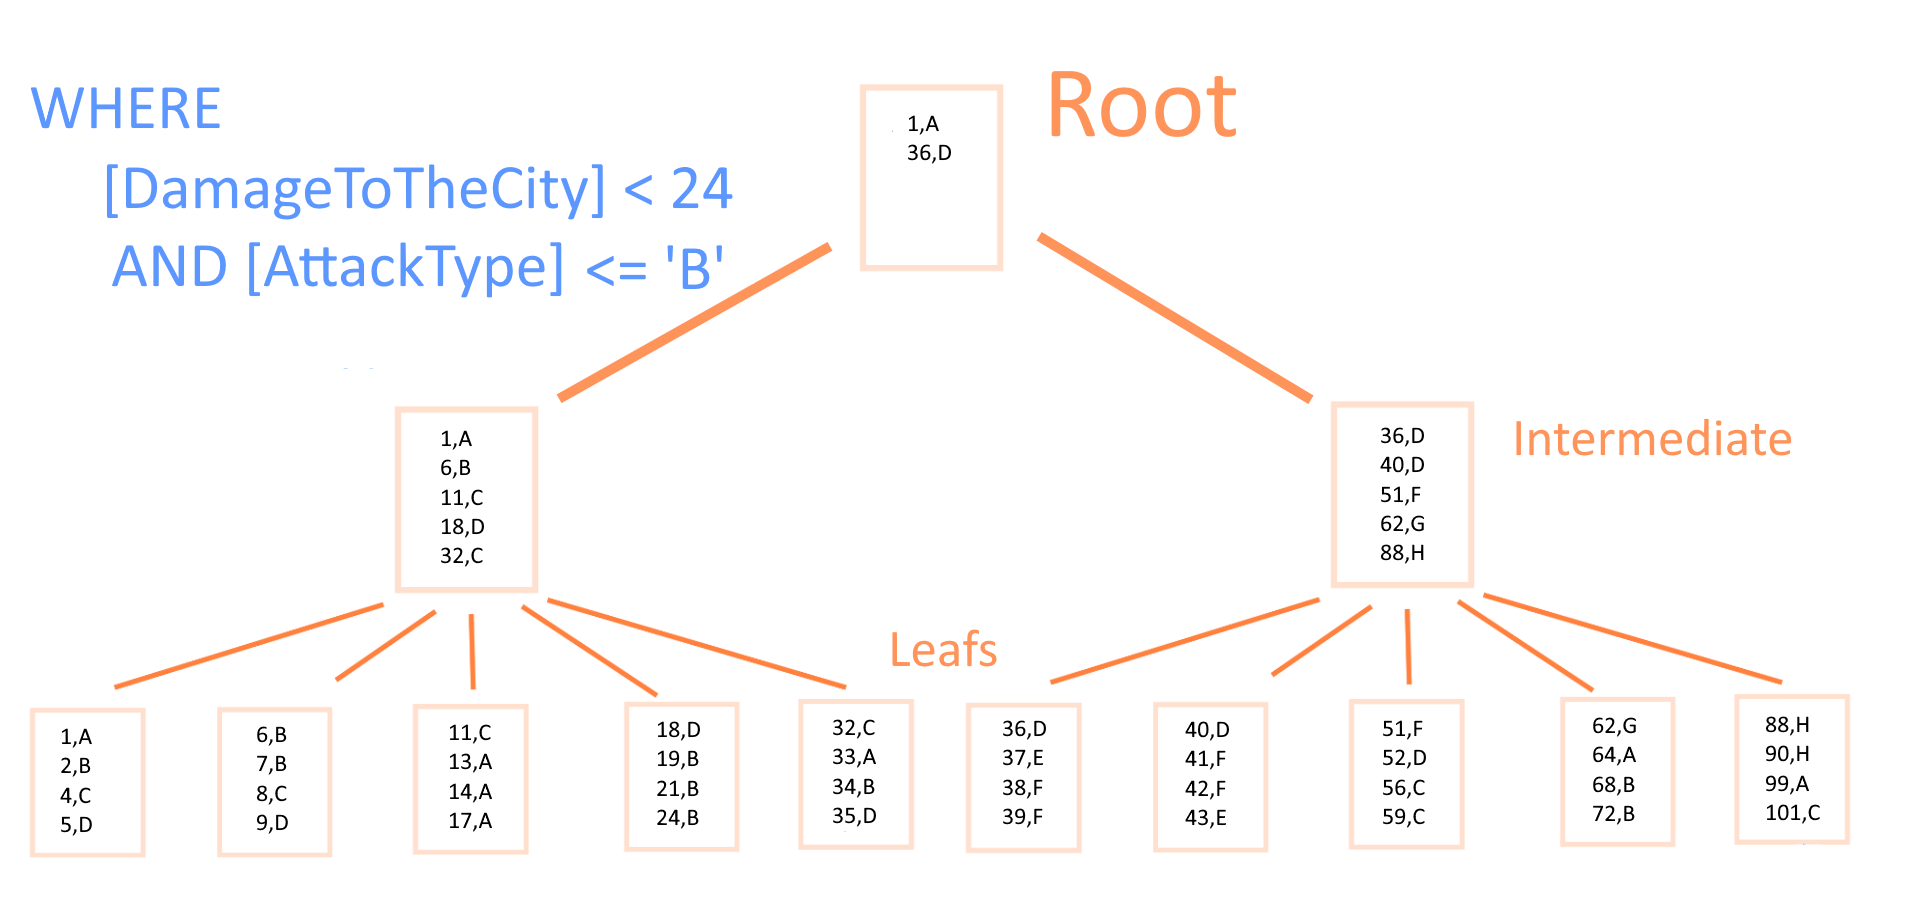 WHERE
[DamageToTheCity] < 24
AND [AttackType] <= 'B'
Root
1,A
36,D
1,A
6,B
11,C
18,D
32,C
Intermediate
36,D
40,D
51,F
62,G
88,H
Leafs
1,A
2,B
4,C
5,D
6,B
7,B
8,C
9,D
11,C
13,A
14,A
17,A
18,D
19,B
21,B
24,B
32,C
33,A
34,B
35,D
36,D
37,E
38,F
39,F
40,D
41,F
42,F
43,E
51,F
52,D
56,C
59,C
62,G
64,A
68,B
72,B
88,H
90,H
99,A
101,C